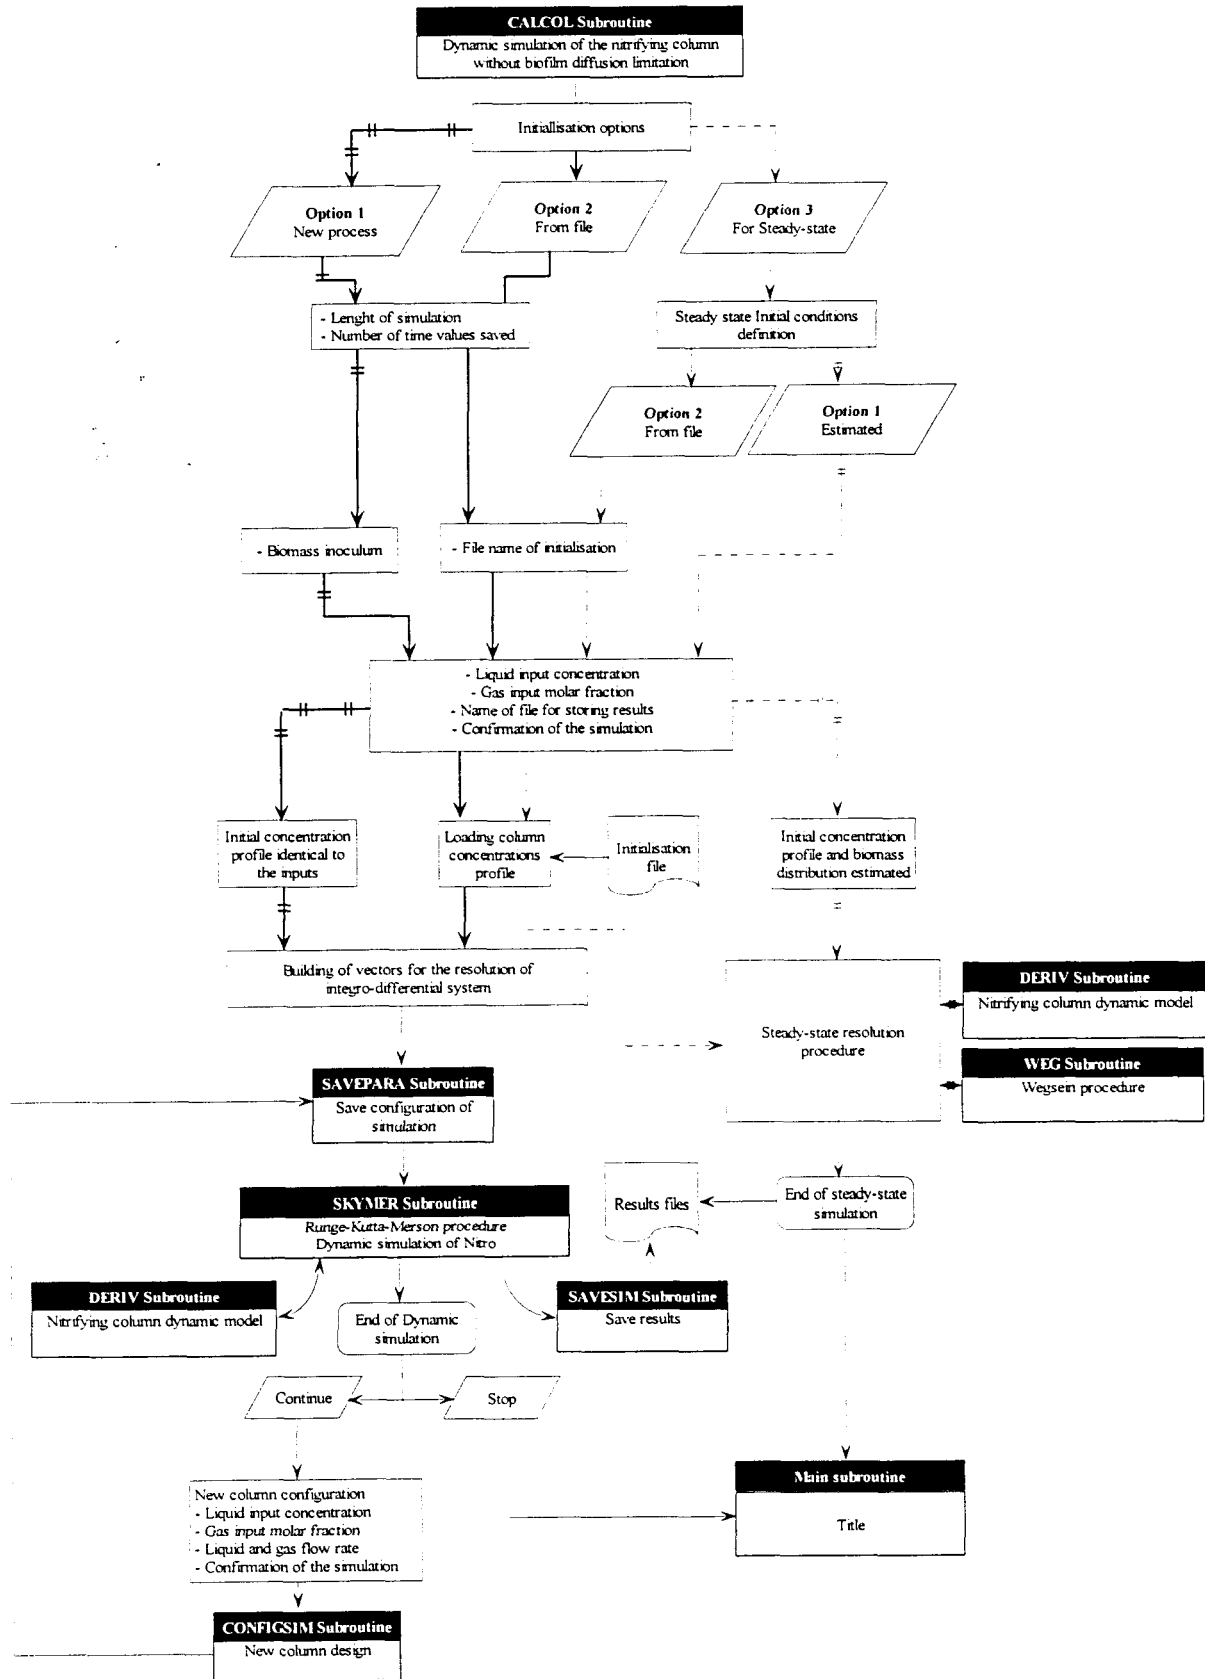 CALCOL Subroutine
Dynamic simulation of the nitrifying column
without biofilm diffusion limitation
Initiallisation options
Option 1
New process
Option 2
From file
Option 3
For Steady-state
- Lenght of simulation
- Number of time values saved
Steady state Initial conditions
definition
Option 2
From file
Option 1
Estimated
- Biomass inoculum
- File name of initialisation
- Liquid input concentration
- Gas input molar fraction
- Name of file for storing results
- Confirmation of the simulation
Initial concentration
profile identical to
the inputs
Loading column
concentrations
profile
Initialisation
file
Initial concentration
profile and biomass
distribution estimated
Building of vectors for the resolution of
integro-differential system
Steady-state resolution
procedure
DERIV Subroutine
Nitrifying column dynamic model
WEG Subroutine
Wegsein procedure
SAVEPARA Subroutine
Save configuration of
simulation
SKYMER Subroutine
Runge-Kutta-Merson procedure
Dynamic simulation of Nitro
Results files
End of steady-state
simulation
DERIV Subroutine
Nitrifying column dynamic model
End of Dynamic
simulation
SAVESIM Subroutine
Save results
Continue
Stop
New column configuration
- Liquid input concentration
- Gas input molar fraction
- Liquid and gas flow rate
- Confirmation of the simulation
Main subroutine
Title
CONFIGSIM Subroutine
New column design